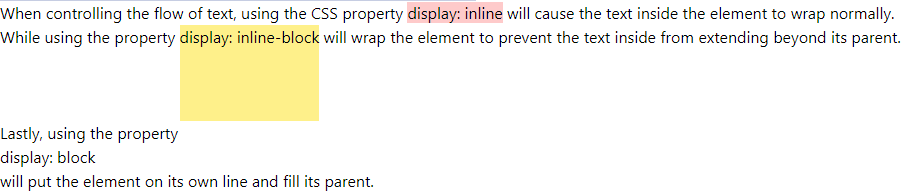 When controlling the flow of text, using the CSS property display: inline will cause the text inside the element to wrap normally.
While using the property display: inline-block will wrap the element to prevent the text inside from extending beyond its parent.
Lastly, using the property
display: block
will put the element on its own line and fill its parent.